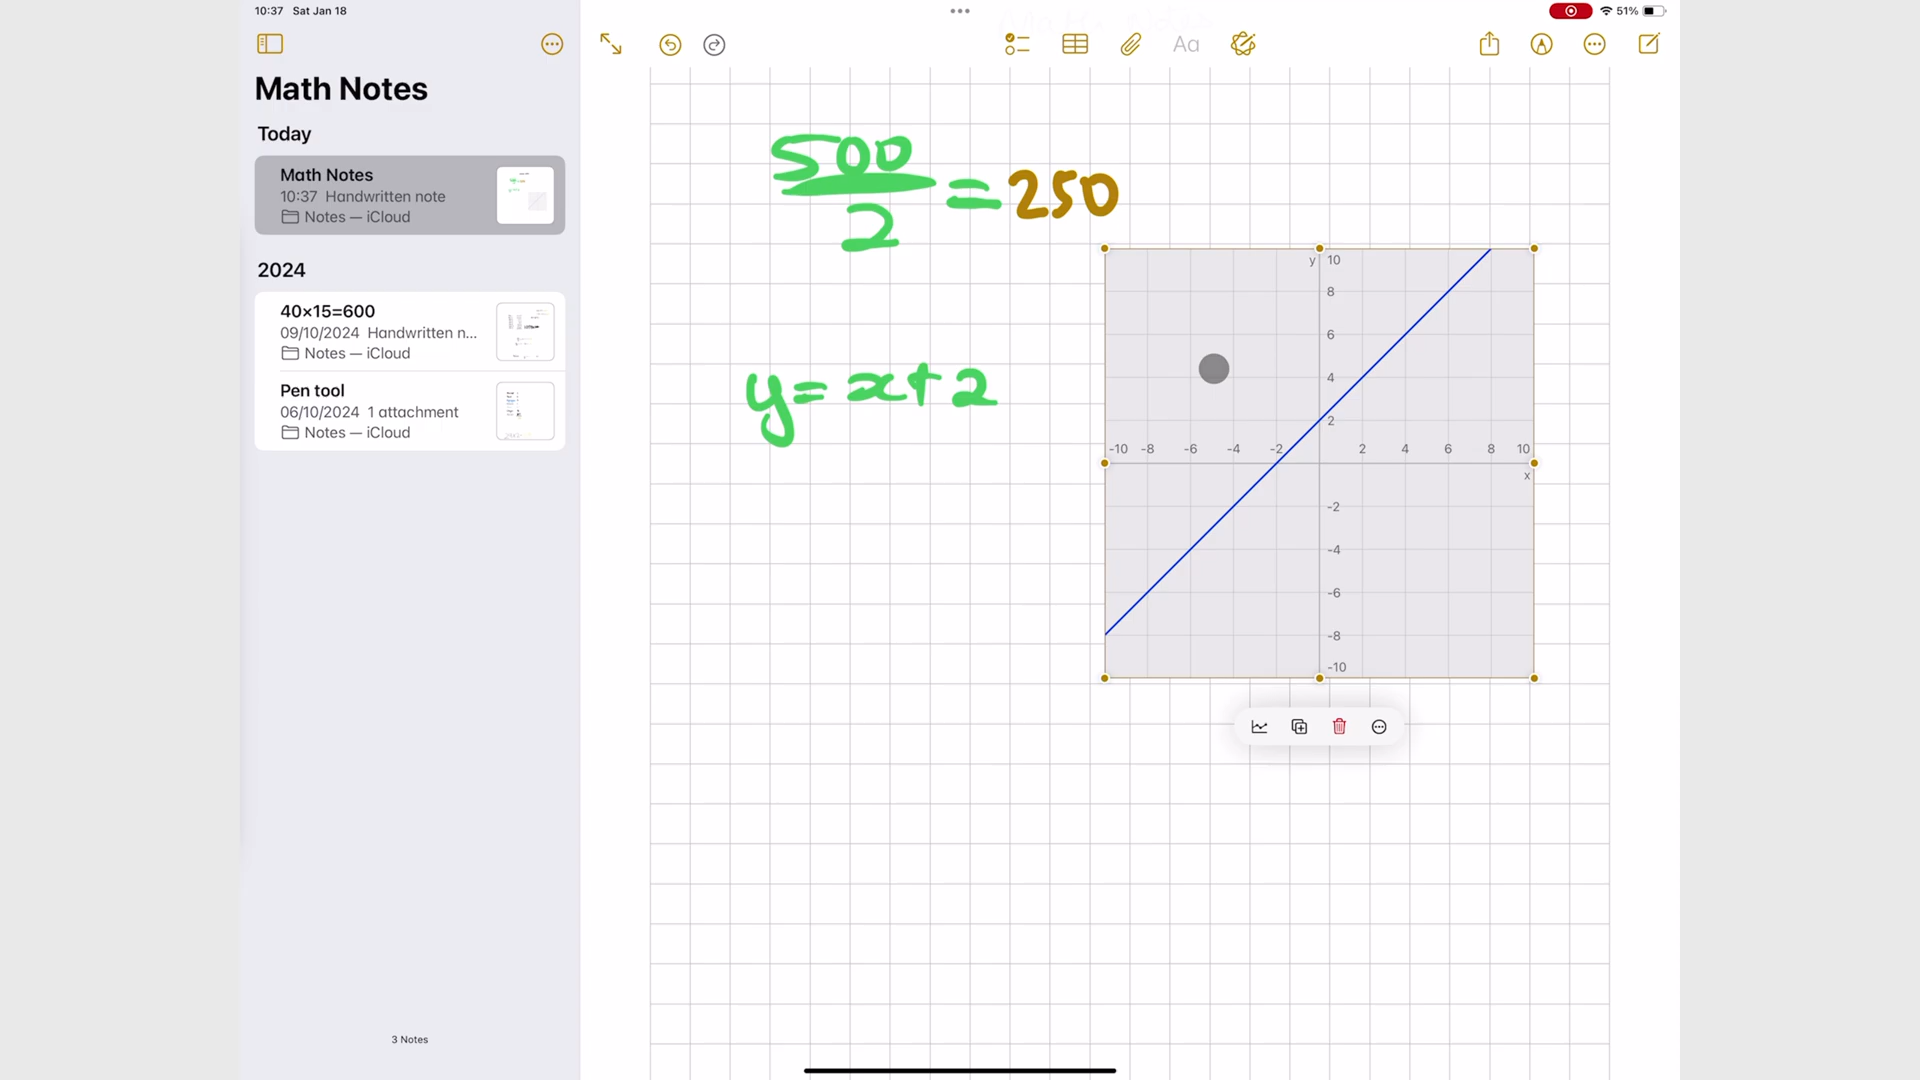 10:37 Sat Jan 18
51%
Math Notes
Today
Math Notes
10:37 Handwritten note
Notes — iCloud
2024
40×15=600
09/10/2024 Handwritten n...
Notes — iCloud
Pen tool
06/10/2024 1 attachment
Notes — iCloud
3 Notes
Aa
500
2
= 250
y = x + 2
y 10
8
6
4
2
-10 -8 -6 -4 -2 2 4 6 8 10
x
-2
-4
-6
-8
-10